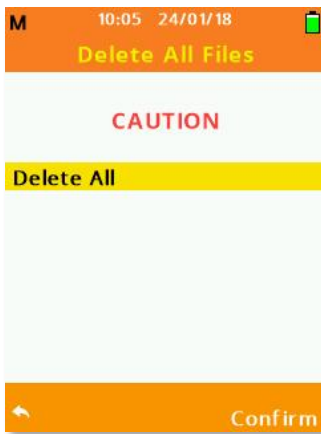 M 10:05 24/01/18
Delete All Files
CAUTION
Delete All
Confirm